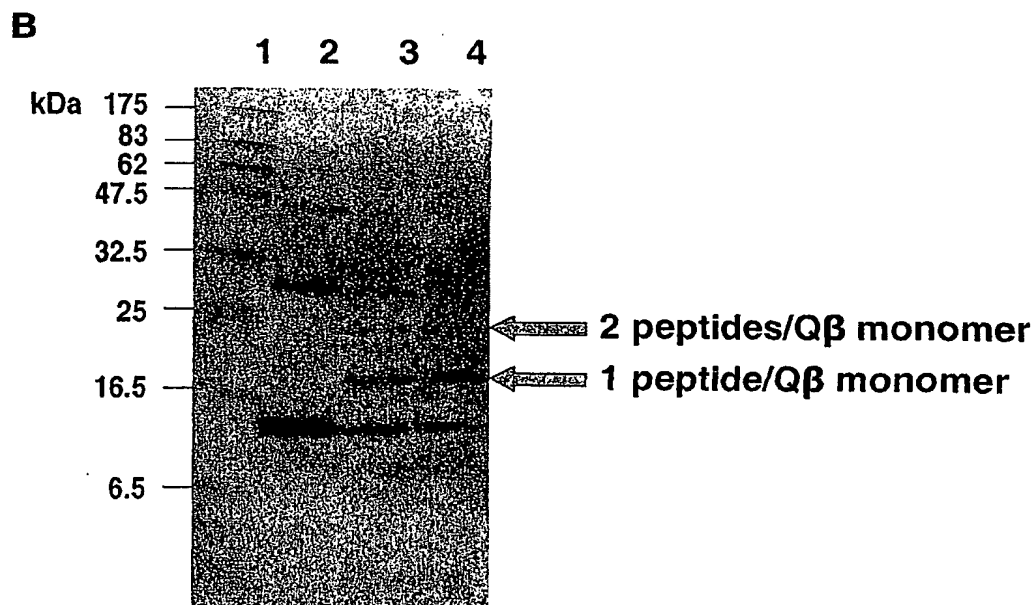 B
1 2 3 4
kDa 175
83
62
47.5
32.5
25
2 peptides/Qβ monomer
1 peptide/Qβ monomer
16.5
6.5